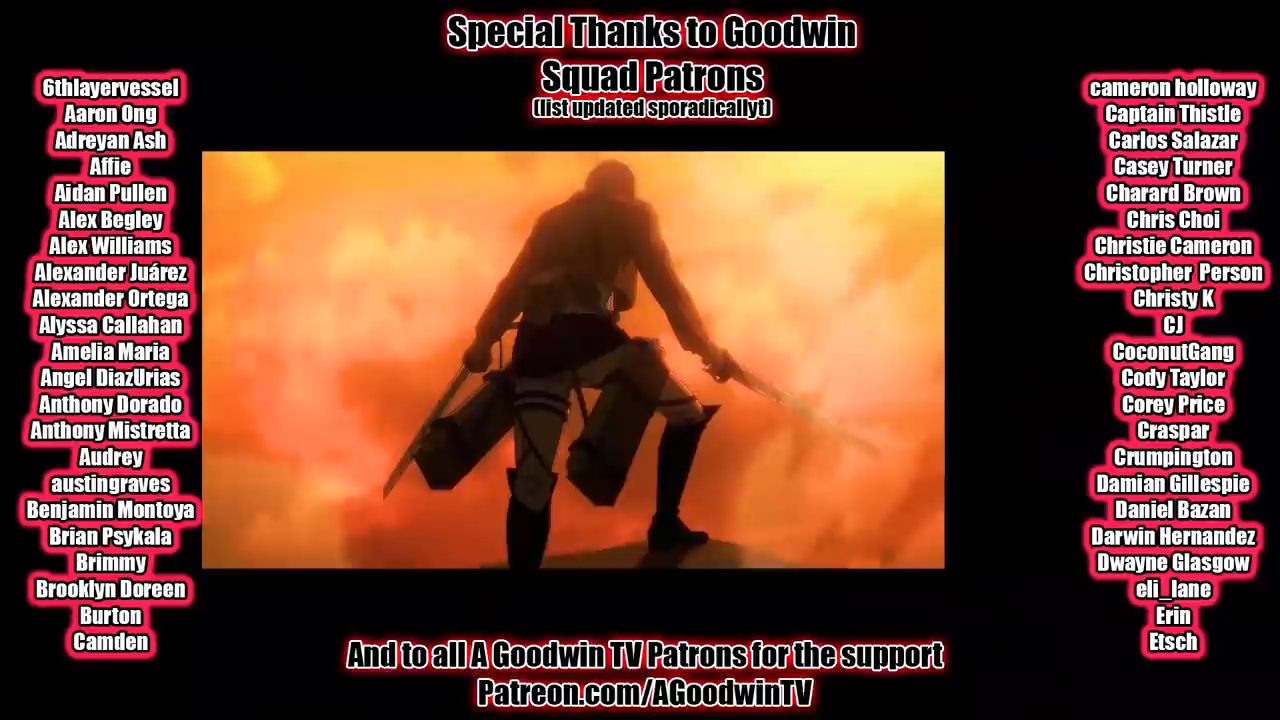 Special Thanks to Goodwin
Squad Patrons
(list updated sporadicallyt)
6thlayervessel
Aaron Ong
Adreyan Ash
Affie
Aidan Pullen
Alex Begley
Alex Williams
Alexander Juárez
Alexander Ortega
Alyssa Callahan
Amelia Maria
Angel DiazUrias
Anthony Dorado
Anthony Mistretta
Audrey
austingraves
Benjamin Montoya
Brian Psykala
Brimmy
Brooklyn Doreen
Burton
Camden
cameron holloway
Captain Thistle
Carlos Salazar
Casey Turner
Charard Brown
Chris Choi
Christie Cameron
Christopher Person
Christy K
CJ
CoconutGang
Cody Taylor
Corey Price
Craspar
Crumpington
Damian Gillespie
Daniel Bazan
Darwin Hernandez
Dwayne Glasgow
eli_lane
Erin
Etsch
And to all A Goodwin TV Patrons for the support
Patreon.com/AGoodwinTV